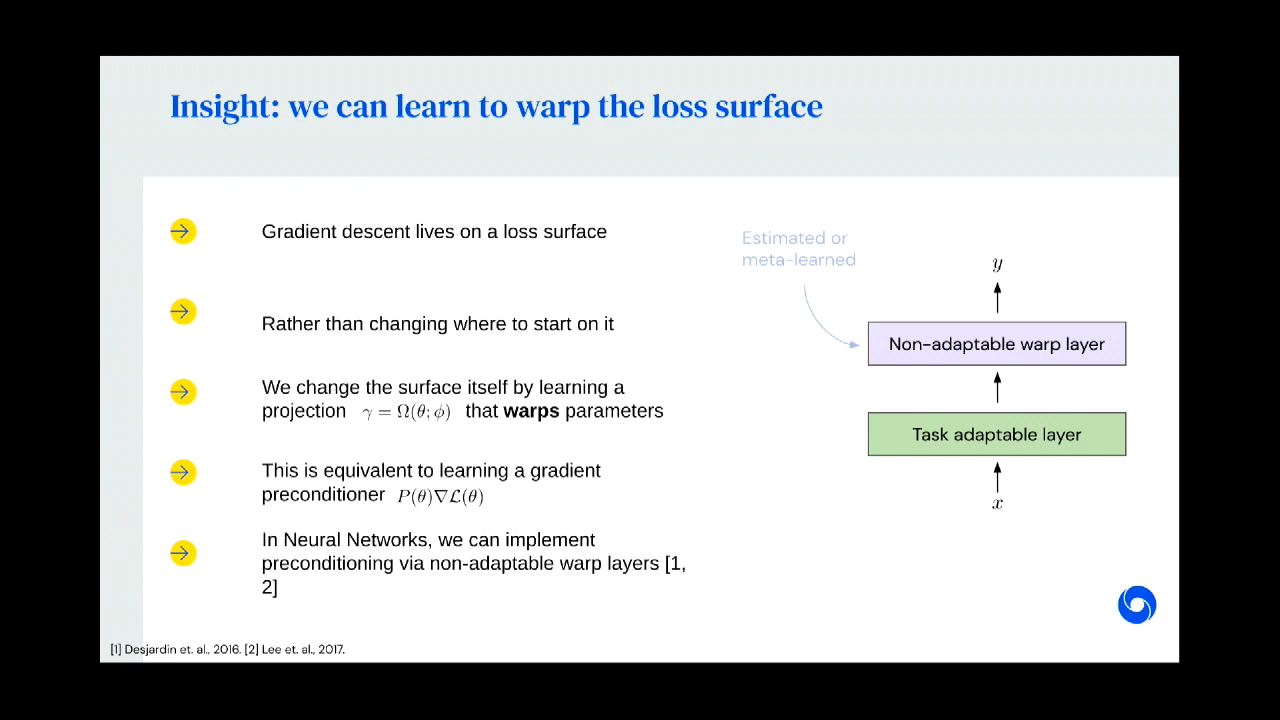 Insight: we can learn to warp the loss surface
Gradient descent lives on a loss surface
Rather than changing where to start on it
We change the surface itself by learning a
projection γ = Ω(θ; ϕ) that warps parameters
This is equivalent to learning a gradient
preconditioner P(θ)∇ℒ(θ)
In Neural Networks, we can implement
preconditioning via non-adaptable warp layers [1,
2]
Estimated or
meta-learned
y
Non-adaptable warp layer
Task adaptable layer
x
[1] Desjardin et. al., 2016. [2] Lee et. al., 2017.